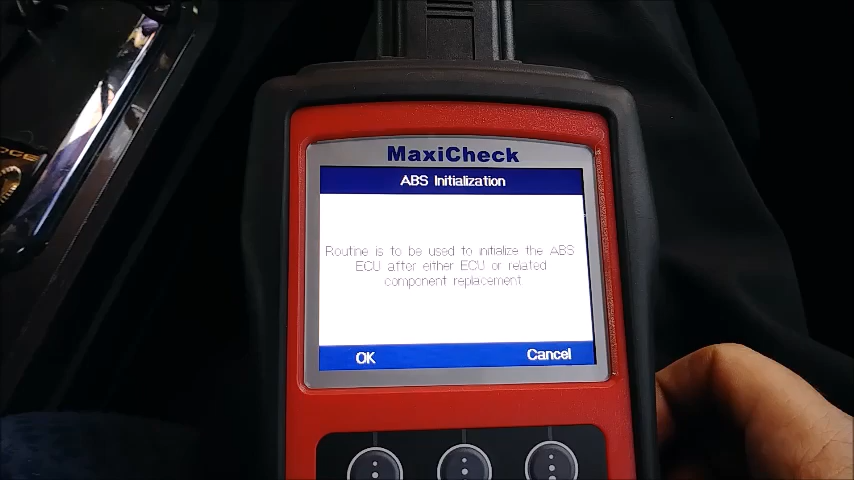 MaxiCheck
ABS Initialization
Routine is to be used to initialize the ABS
ECU after either ECU or related
component replacement
OK
Cancel